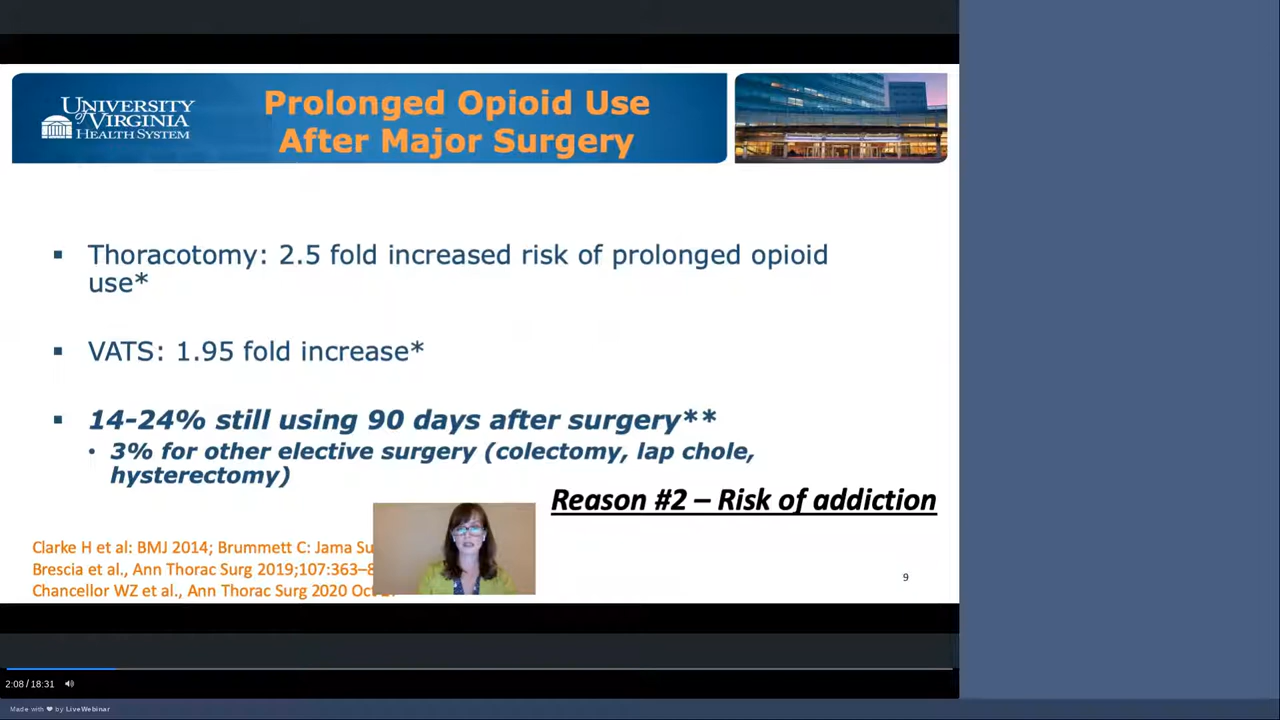 UNIVERSITY
of VIRGINIA
HEALTH SYSTEM
Prolonged Opioid Use
After Major Surgery
▪ Thoracotomy: 2.5 fold increased risk of prolonged opioid
use*
▪ VATS: 1.95 fold increase*
▪ 14-24% still using 90 days after surgery**
• 3% for other elective surgery (colectomy, lap chole,
hysterectomy)
Reason #2 – Risk of addiction
Clarke H et al: BMJ 2014; Brummett C: Jama Su
Brescia et al., Ann Thorac Surg 2019;107:363–
Chancellor WZ et al., Ann Thorac Surg 2020 Oct
9
2:08 / 18:31
Made with ❤ by LiveWebinar